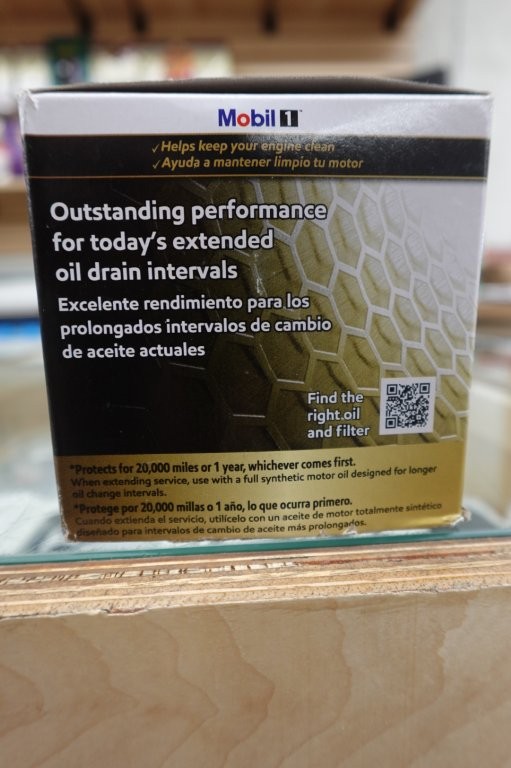 Mobil 1™
✓Helps keep your engine clean
✓Ayuda a mantener limpio tu motor
Outstanding performance
for today's extended
oil drain intervals
Excelente rendimiento para los
prolongados intervalos de cambio
de aceite actuales
Find the
right oil
and filter
*Protects for 20,000 miles or 1 year, whichever comes first.
When extending service, use with a full synthetic motor oil designed for longer
oil change intervals.
*Protege por 20,000 millas o 1 año, lo que ocurra primero.
Cuando extienda el servicio, utilícelo con un aceite de motor totalmente sintético
diseñado para intervalos de cambio de aceite más prolongados.